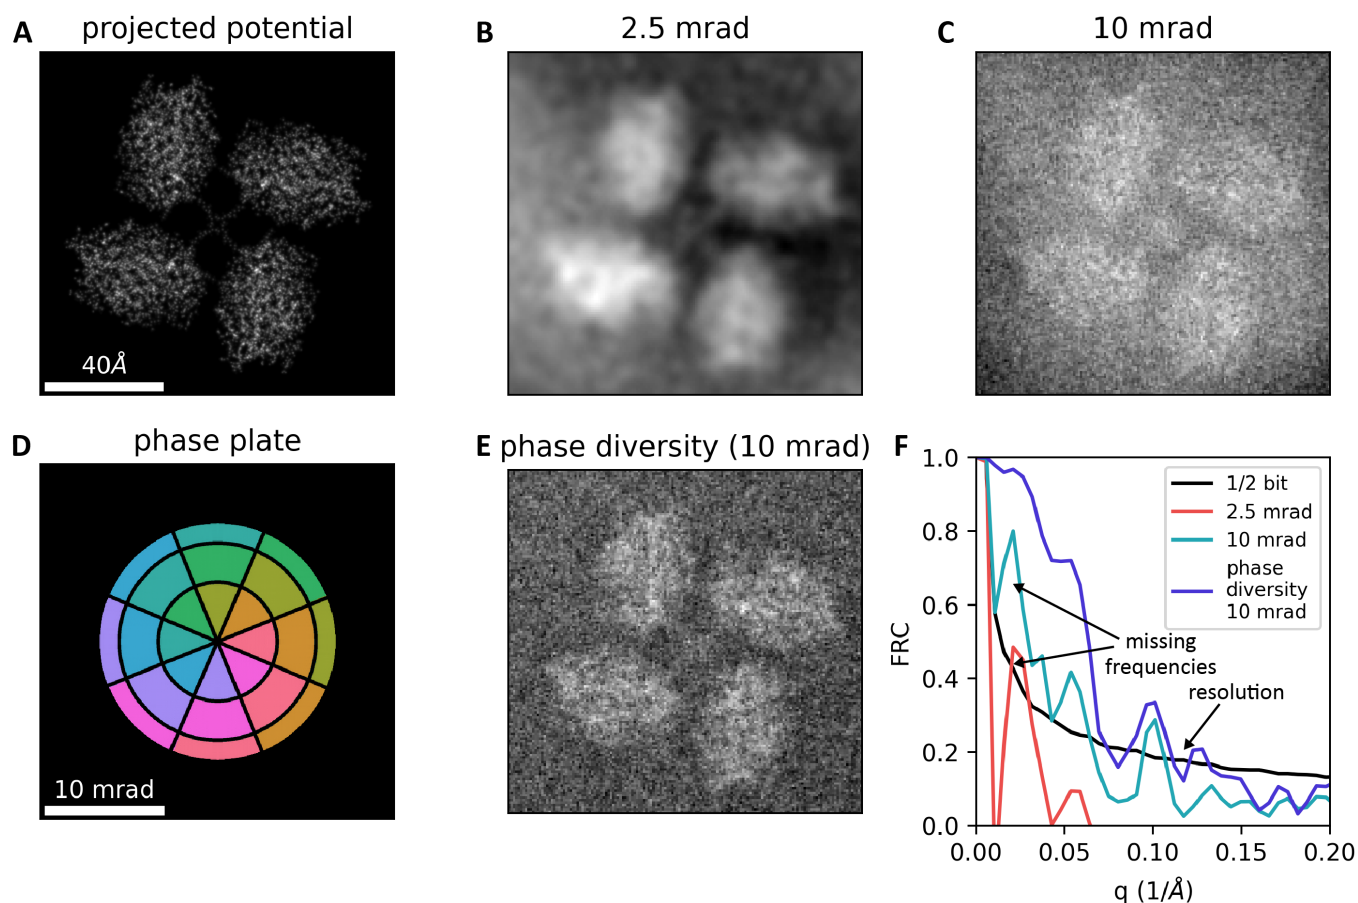 A projected potential
B 2.5 mrad
C 10 mrad
40Å
D phase plate
10 mrad
E phase diversity (10 mrad)
F
FRC
1.0
0.8
0.6
0.4
0.2
0.0
1/2 bit
2.5 mrad
10 mrad
phase
diversity
10 mrad
missing
frequencies
resolution
0.00 0.05 0.10 0.15 0.20
q (1/Å)